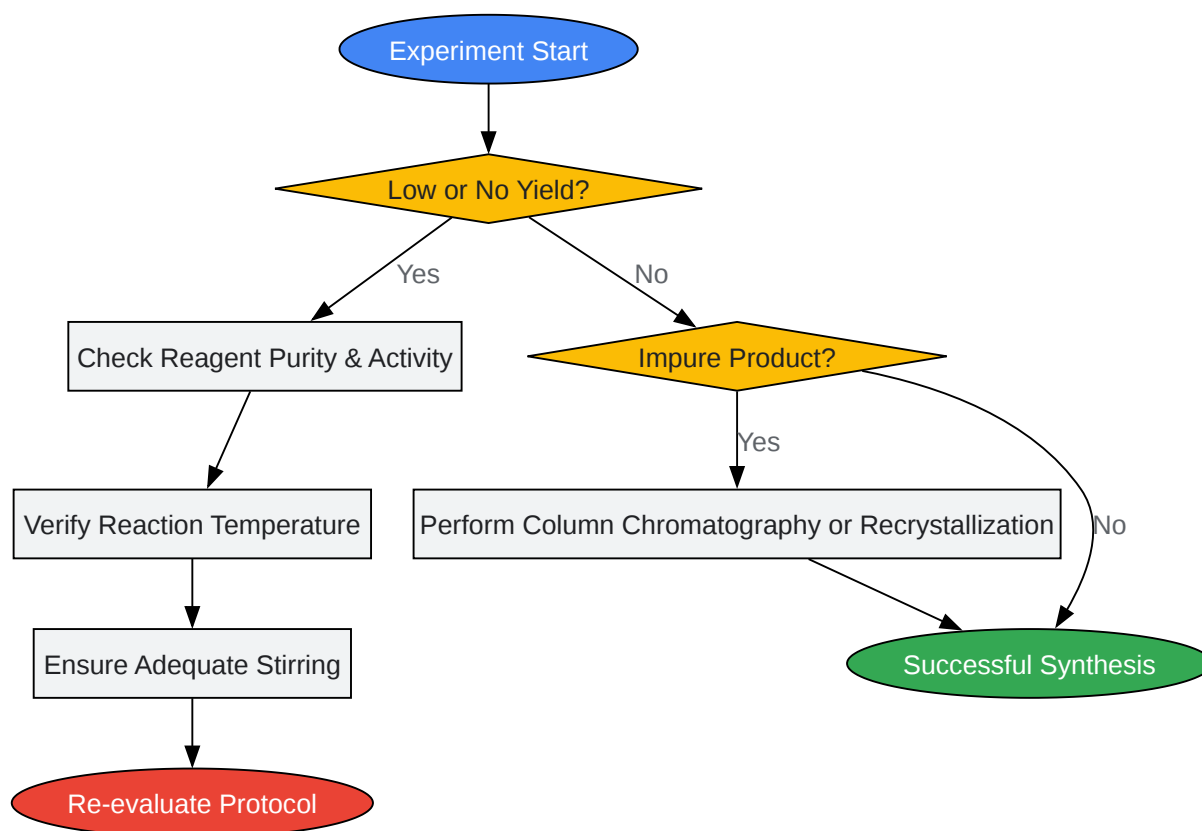 Experiment Start
Low or No Yield?
Yes
No
Check Reagent Purity & Activity
Impure Product?
Yes
Verify Reaction Temperature
Perform Column Chromatography or Recrystallization
No
Ensure Adequate Stirring
Successful Synthesis
Re-evaluate Protocol